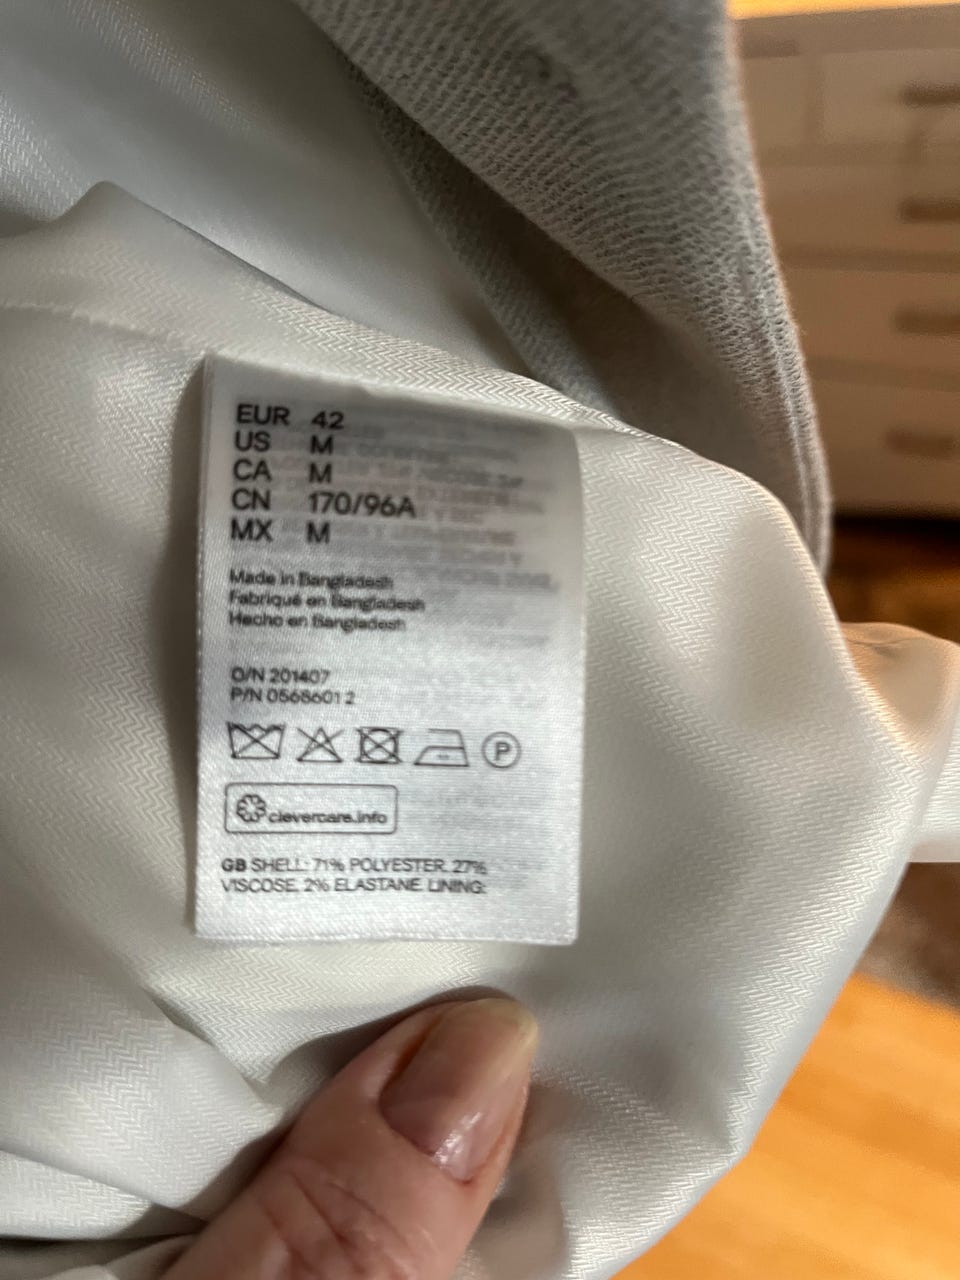 EUR 42
US M
CA M
CN 170/96A
MX M
Made in Bangladesh
Fabriqué en Bangladesh
Hecho en Bangladesh
O/N 201407
P/N 0568601 2
P
clevercare.info
GB SHELL: 71% POLYESTER, 27%
VISCOSE, 2% ELASTANE. LINING: